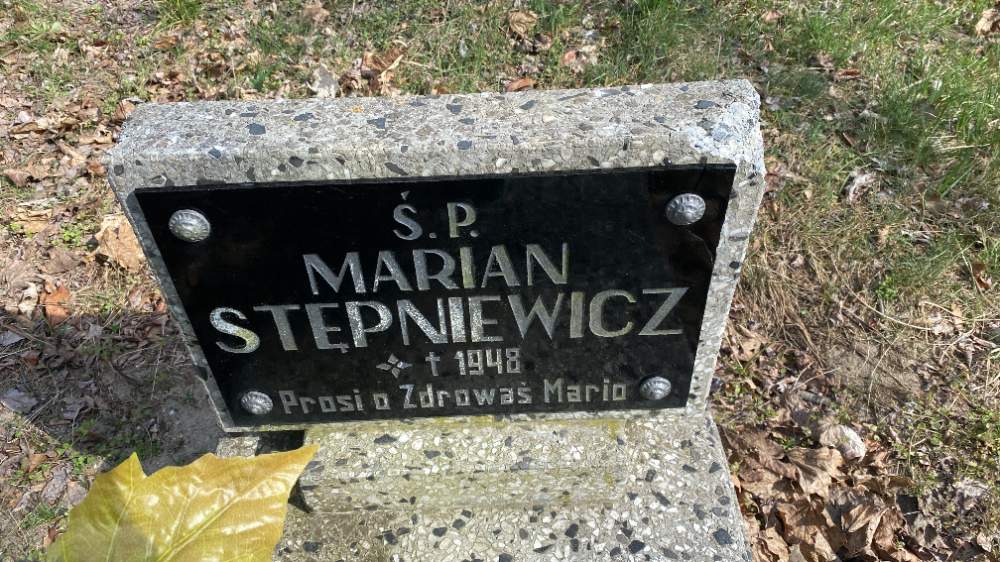 Ś.P.
MARIAN
STĘPNIEWICZ
✧ † 1948
Prosi o Zdrowaś Mario